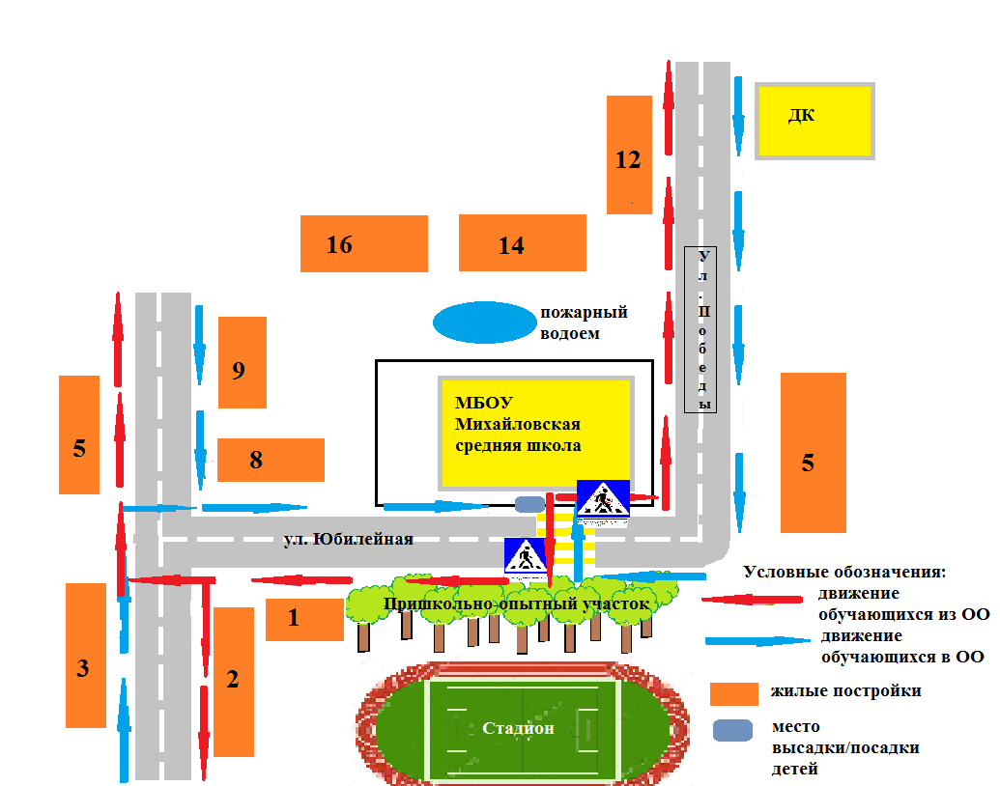 ДК
12
16
14
Ул. Победы
пожарный
водоем
9
МБОУ
Михайловская
средняя школа
5
8
5
ул. Юбилейная
Условные обозначения:
движение
обучающихся из ОО
движение
обучающихся в ОО
Пришкольно-опытный участок
1
3
2
жилые постройки
Стадион
место
высадки/посадки
детей